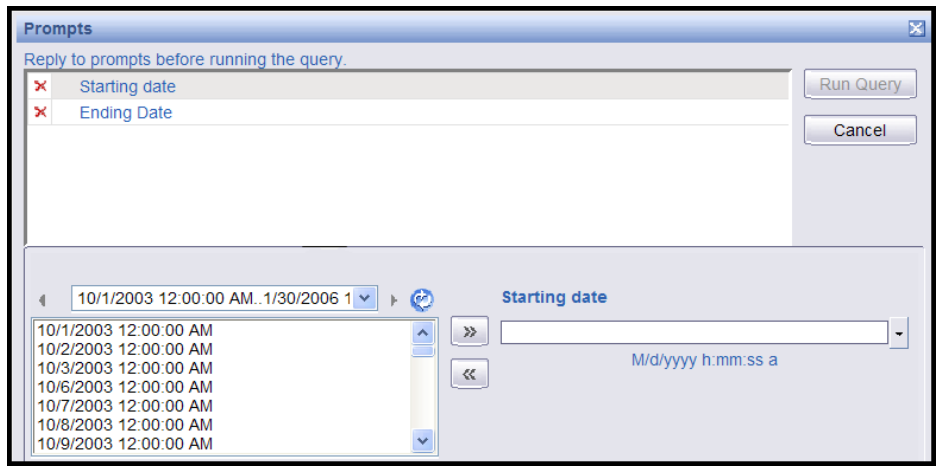 Prompts
Reply to prompts before running the query.
Starting date
Ending Date
Run Query
Cancel
10/1/2003 12:00:00 AM..1/30/2006 1
Starting date
10/1/2003 12:00:00 AM
10/2/2003 12:00:00 AM
10/3/2003 12:00:00 AM
10/6/2003 12:00:00 AM
10/7/2003 12:00:00 AM
10/8/2003 12:00:00 AM
10/9/2003 12:00:00 AM
M/d/yyyy h:mm:ss a